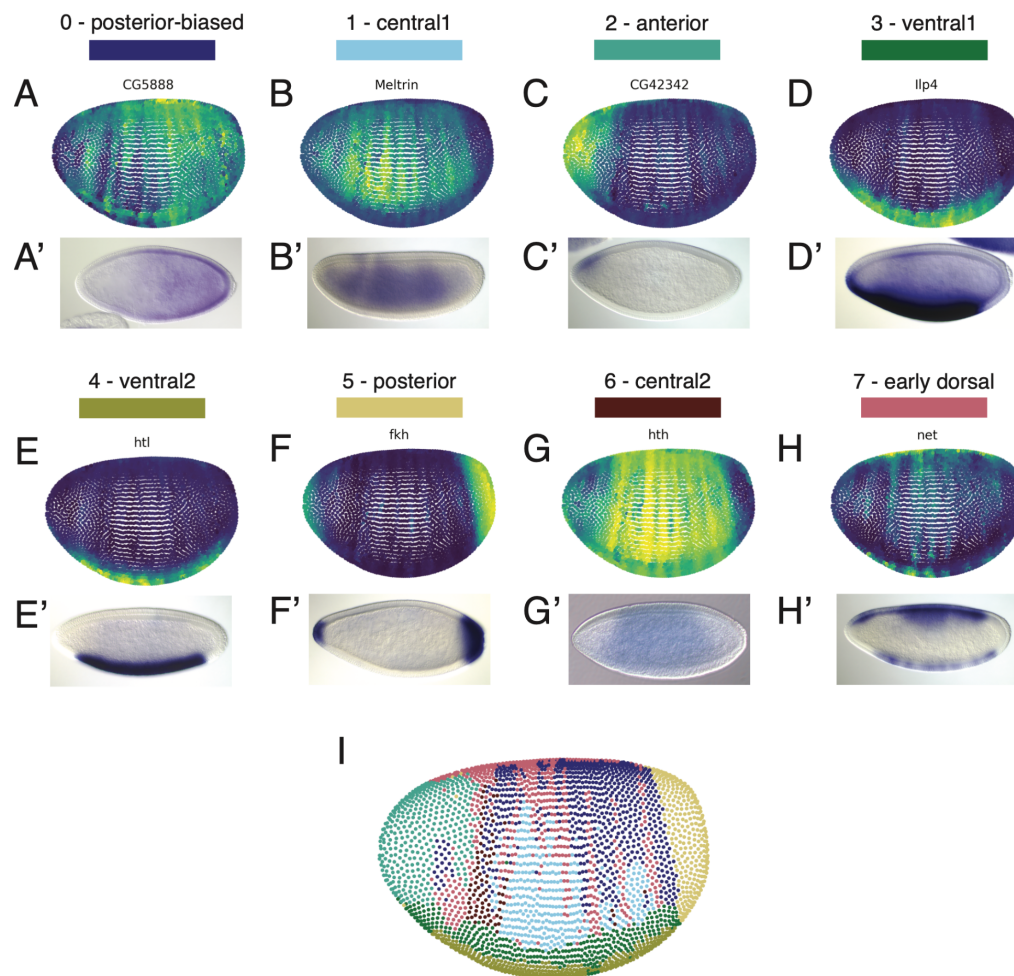 0 - posterior-biased
1 - central1
2 - anterior
3 - ventral1
A
CG5888
B
Meltrin
C
CG42342
D
Ilp4
A'
B'
C'
D'
4 - ventral2
5 - posterior
6 - central2
7 - early dorsal
E
htl
F
fkh
G
hth
H
net
E'
F'
G'
H'
I